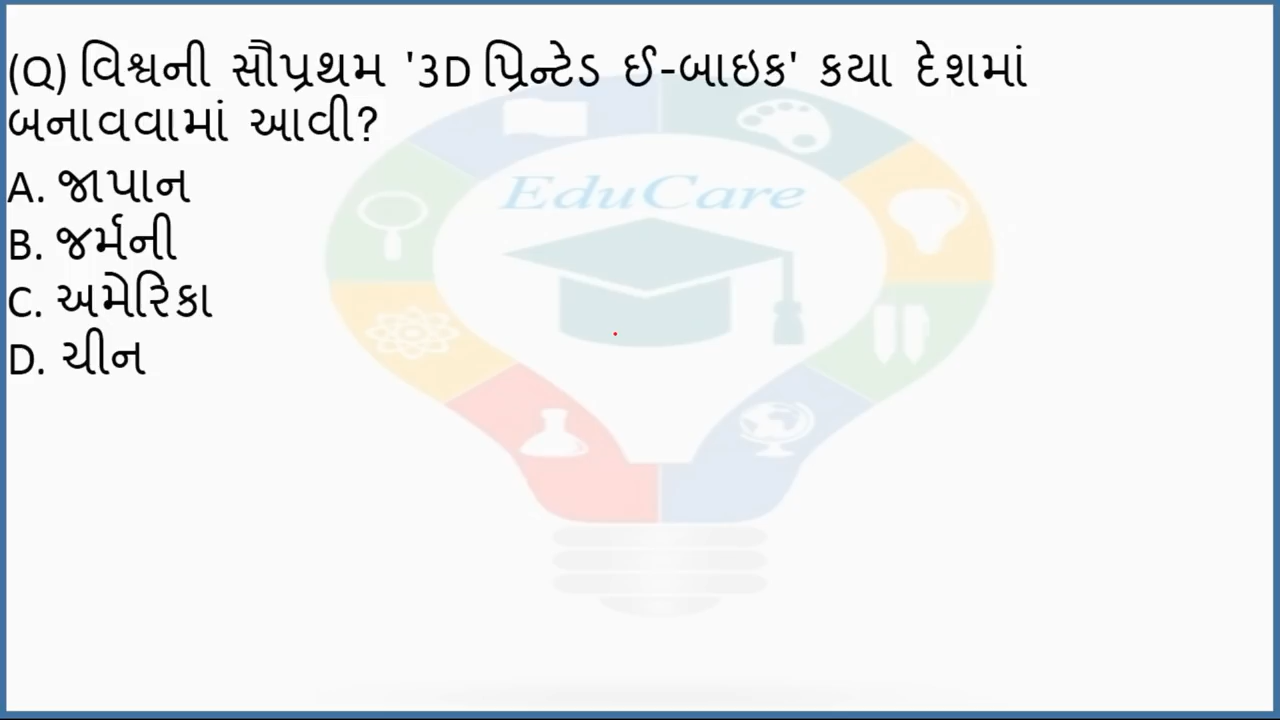 (Q) વિશ્વની સૌપ્રથમ '3D પ્રિન્ટેડ ઈ-બાઇક' કયા દેશમાં
બનાવવામાં આવી?
A. જાપાન
B. જર્મની
C. અમેરિકા
D. ચીન
EduCare